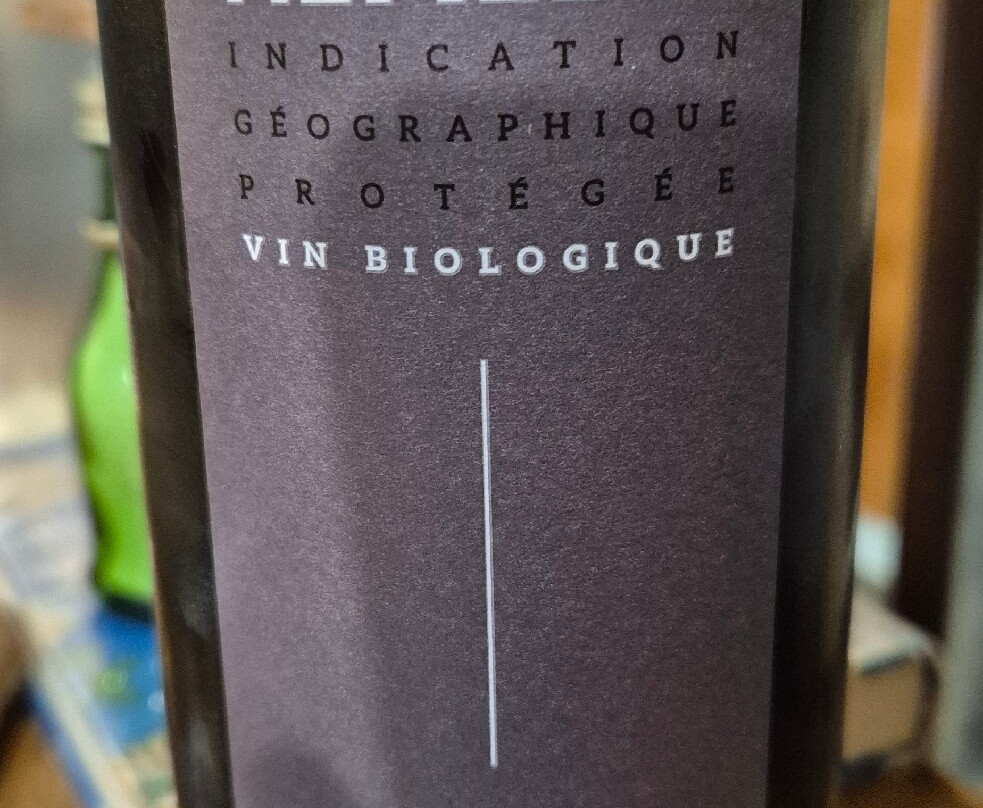 INDICATION
GÉOGRAPHIQUE
PROTÉGÉE
VIN BIOLOGIQUE